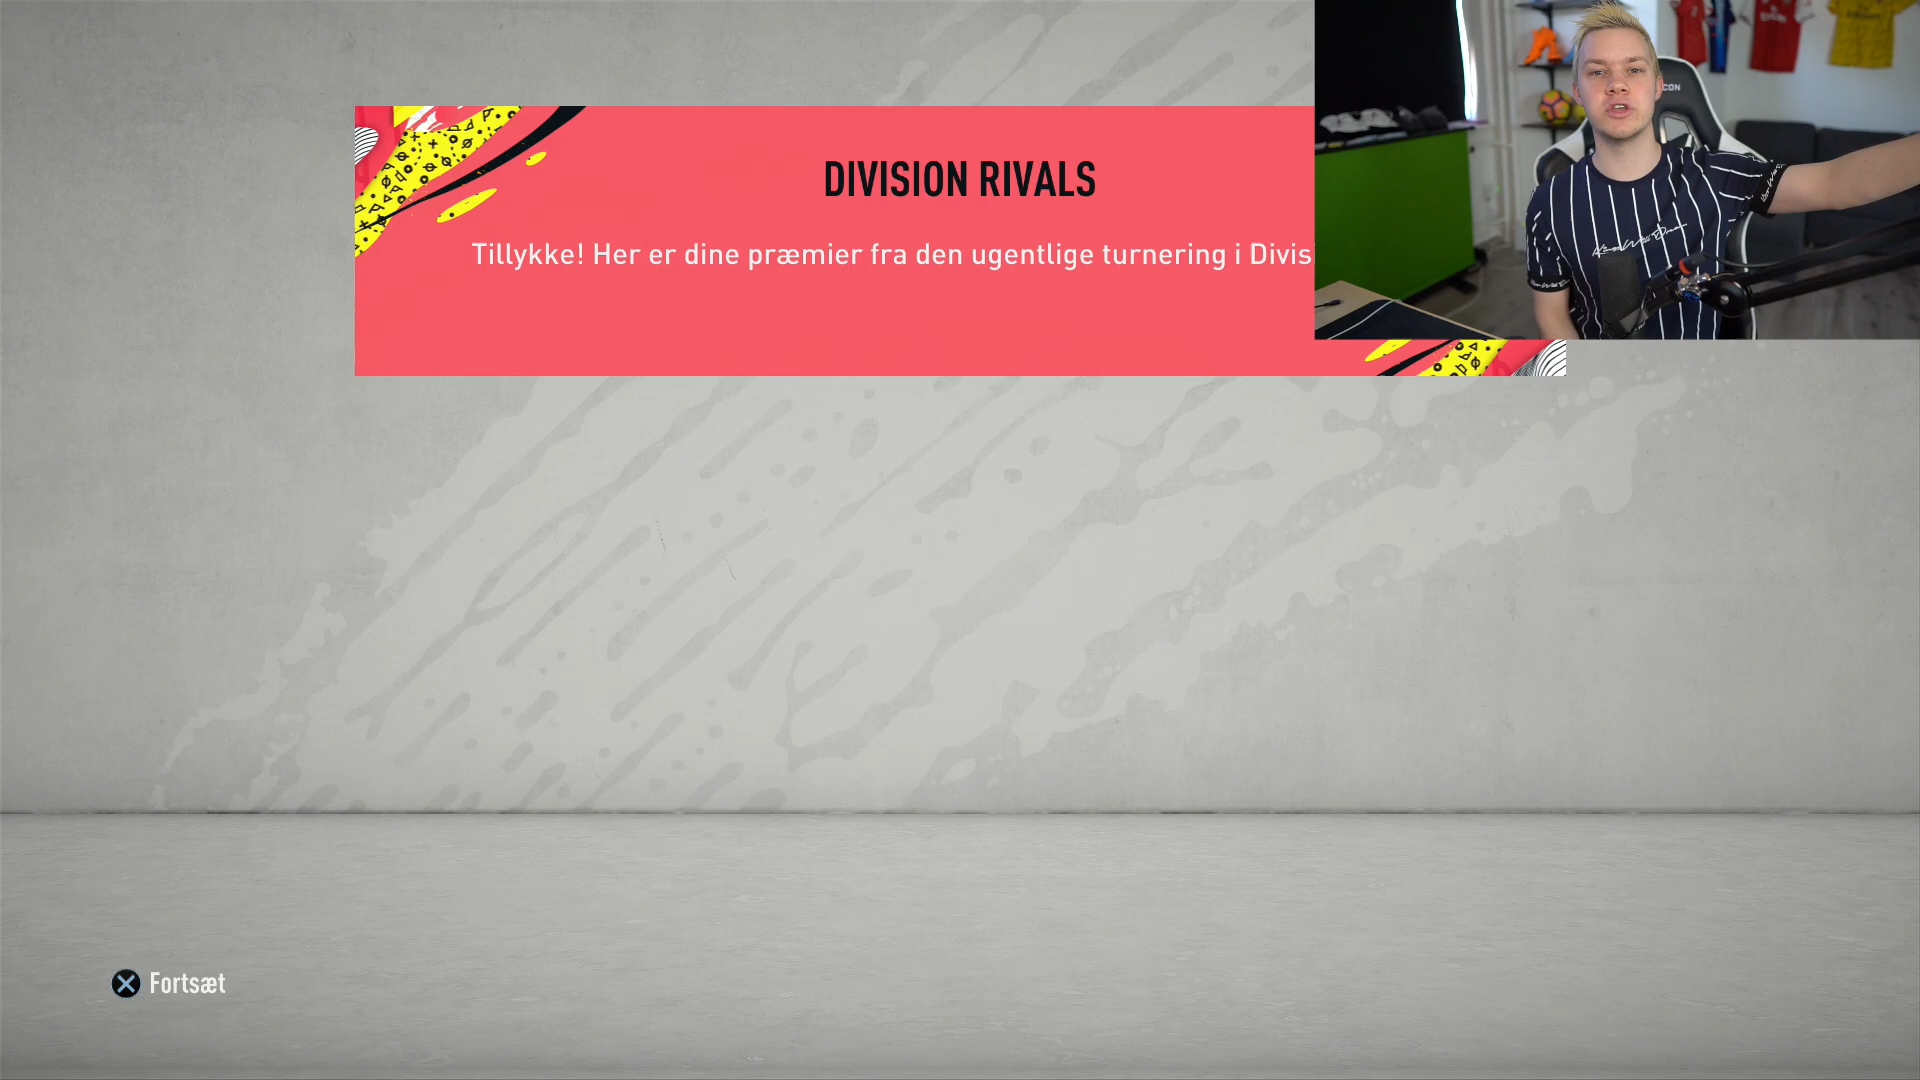 DIVISION RIVALS
Tillykke! Her er dine præmier fra den ugentlige turnering i Divis
Fortsæt